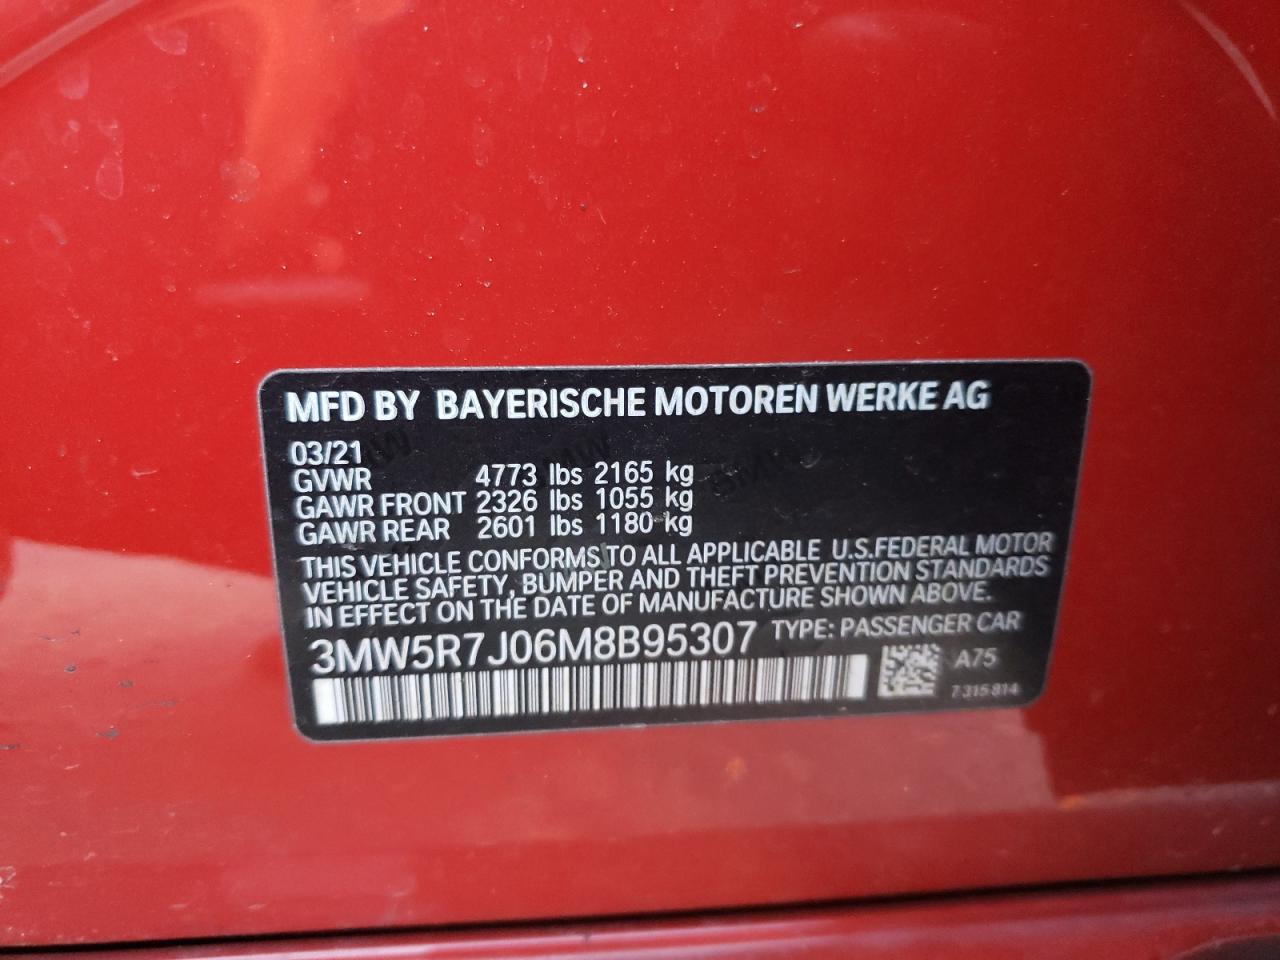 MFD BY BAYERISCHE MOTOREN WERKE AG
03/21
GVWR 4773 lbs 2165 kg
GAWR FRONT 2326 lbs 1055 kg
GAWR REAR 2601 lbs 1180 kg
THIS VEHICLE CONFORMS TO ALL APPLICABLE U.S.FEDERAL MOTOR
VEHICLE SAFETY, BUMPER AND THEFT PREVENTION STANDARDS
IN EFFECT ON THE DATE OF MANUFACTURE SHOWN ABOVE.
3MW5R7J06M8B95307 TYPE: PASSENGER CAR
A75
7 315 814